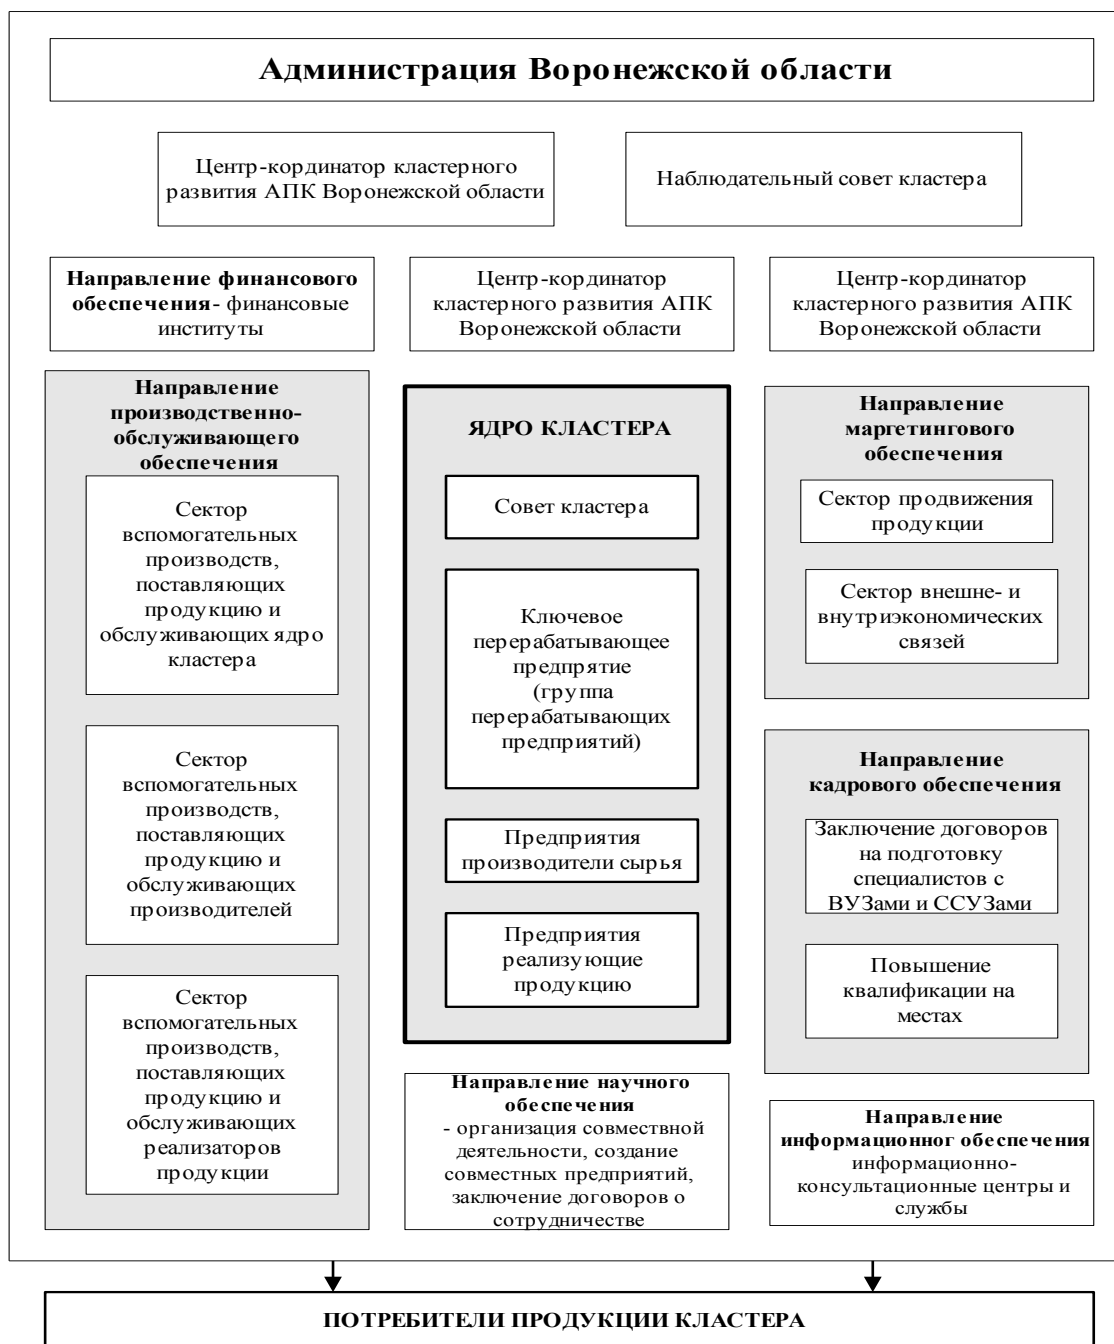 Администрация Воронежской области
Центр-кординатор кластерного
развития АПК Воронежской области
Наблюдательный совет кластера
Направление финансового
обеспечения- финансовые
институты
Центр-кординатор
кластерного развития АПК
Воронежской области
Центр-кординатор
кластерного развития АПК
Воронежской области
Направление
производственно-
обслуживающего
обеспечения
Сектор
вспомогательных
производств,
поставляющих
продукцию и
обслуживающих ядро
кластера
Сектор
вспомогательных
производств,
поставляющих
продукцию и
обслуживающих
производителей
Сектор
вспомогательных
производств,
поставляющих
продукцию и
обслуживающих
реализаторов
продукции
ЯДРО КЛАСТЕРА
Совет кластера
Ключевое
перерабатывающее
предпрятие
(группа
перерабатывающих
предприятий)
Предприятия
производители сырья
Предприятия
реализующие
продукцию
Направление научного
обеспечения
- организация совмествной
деятельности, создание
совместных предприятий,
заключение договоров о
сотрудничестве
Направление
маргетингового
обеспечения
Сектор продвижения
продукции
Сектор внешне- и
внутриэкономических
связей
Направление
кадрового обеспечения
Заключение договоров
на подготовку
специалистов с
ВУЗами и ССУЗами
Повышение
квалификации на
местах
Направление
информационног обеспечения
информационно-
консультационные центры и
службы
ПОТРЕБИТЕЛИ ПРОДУКЦИИ КЛАСТЕРА